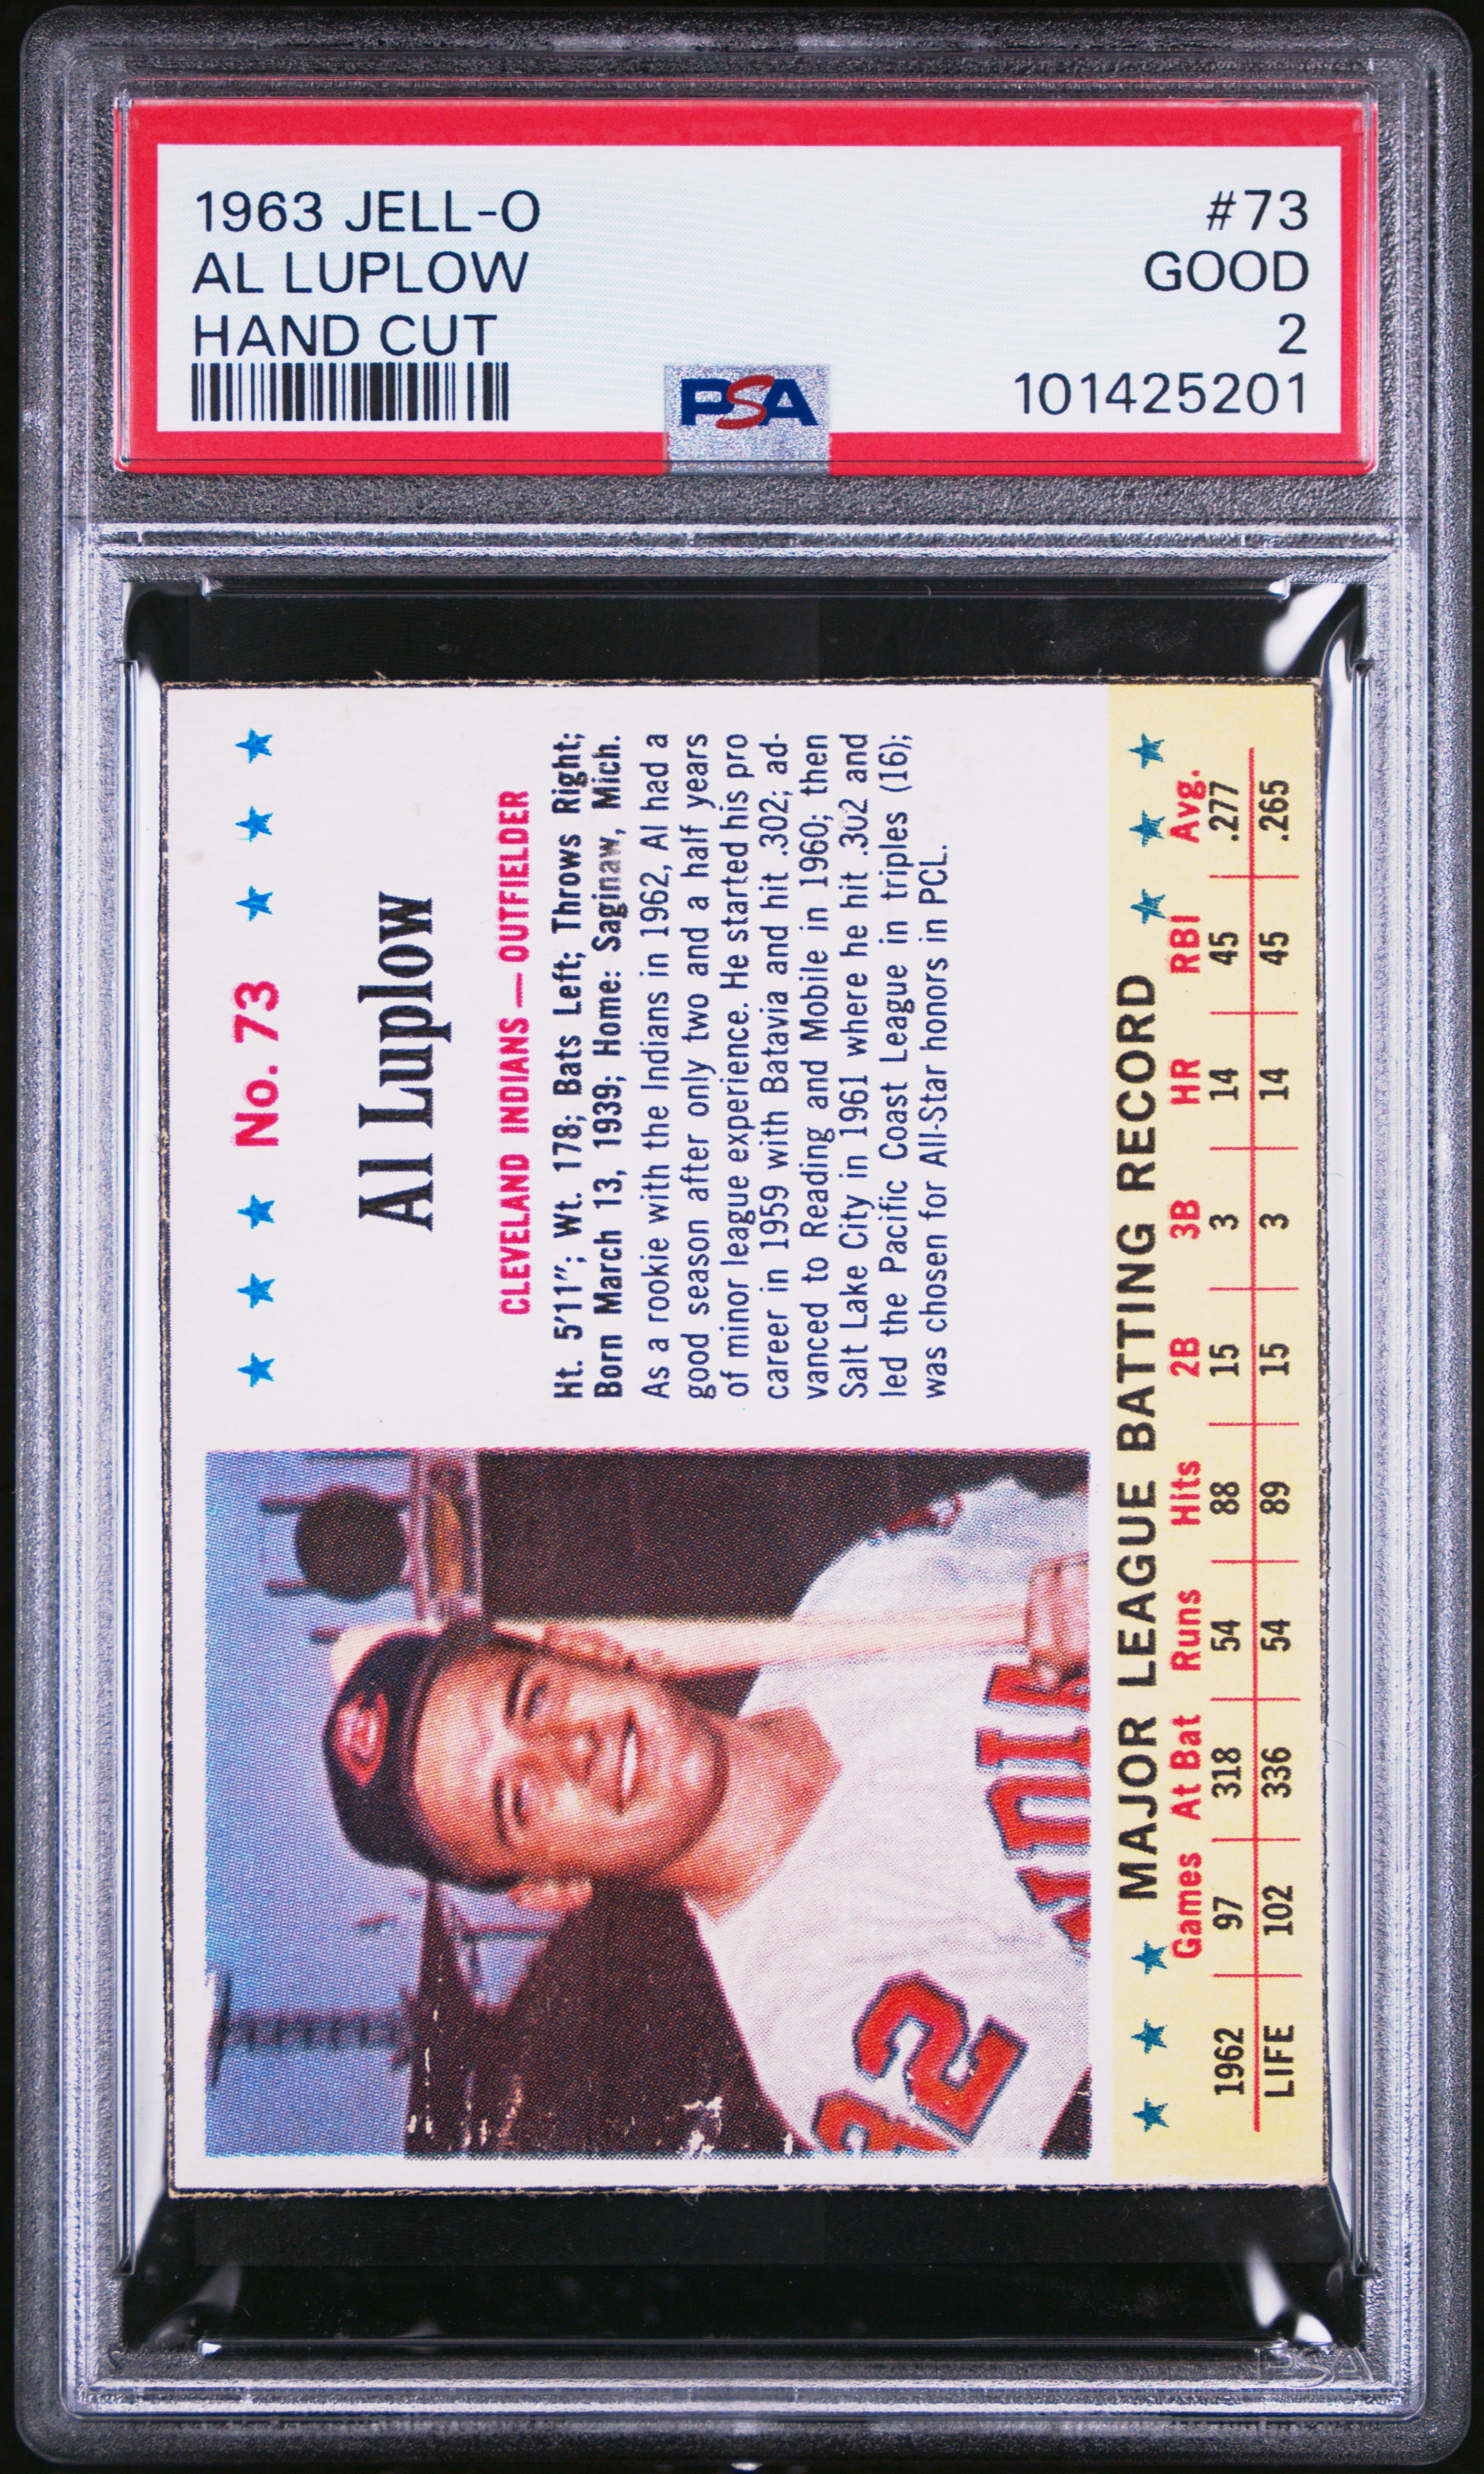 1963 JELL-O #73
AL LUPLOW GOOD
HAND CUT 2
PSA 101425201
No. 73
Al Luplow
CLEVELAND INDIANS — OUTFIELDER
Ht. 5'11"; Wt. 178; Bats Left; Throws Right;
Born March 13, 1939; Home: Saginaw, Mich.
As a rookie with the Indians in 1962, Al had a
good season after only two and a half years
of minor league experience. He started his pro
career in 1959 with Batavia and hit .302; ad-
vanced to Reading and Mobile in 1960; then
Salt Lake City in 1961 where he hit .302 and
led the Pacific Coast League in triples (16);
was chosen for All-Star honors in PCL.
MAJOR LEAGUE BATTING RECORD
Games At Bat Runs Hits 2B 3B HR RBI Avg.
1962 97 318 54 88 15 3 14 45 .277
LIFE 102 336 54 89 15 3 14 45 .265
PSA